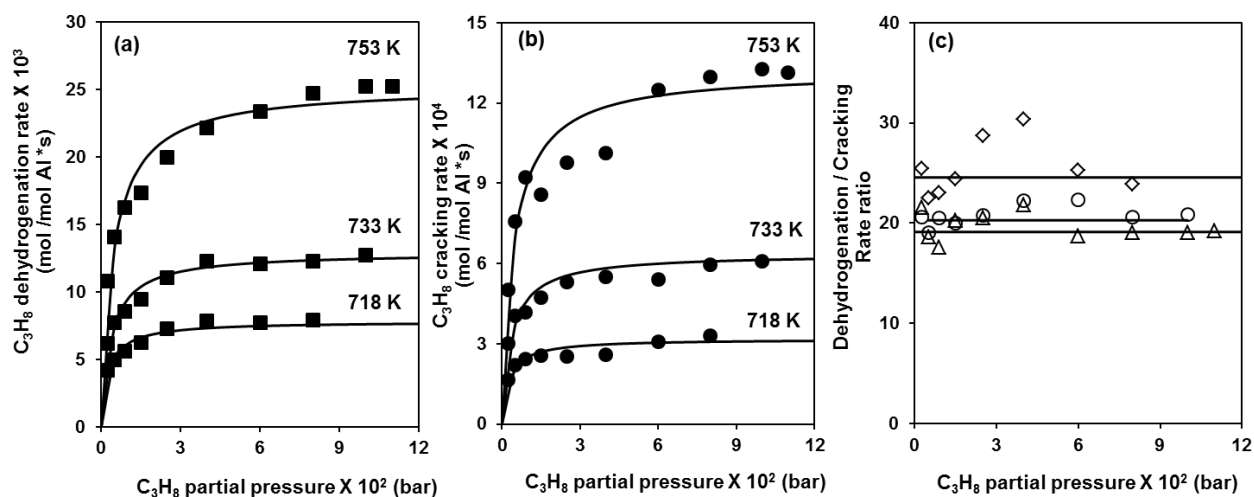 (a)
753 K
733 K
718 K
30
25
20
15
10
5
0
0 3 6 9 12
C₃H₈ dehydrogenation rate X 10³
(mol /mol Al *s)
C₃H₈ partial pressure X 10² (bar)
(b)
753 K
733 K
718 K
15
12
9
6
3
0
0 3 6 9 12
C₃H₈ cracking rate X 10⁴
(mol /mol Al *s)
C₃H₈ partial pressure X 10² (bar)
(c)
40
30
20
10
0
0 3 6 9 12
Dehydrogenation / Cracking
Rate ratio
C₃H₈ partial pressure X 10² (bar)